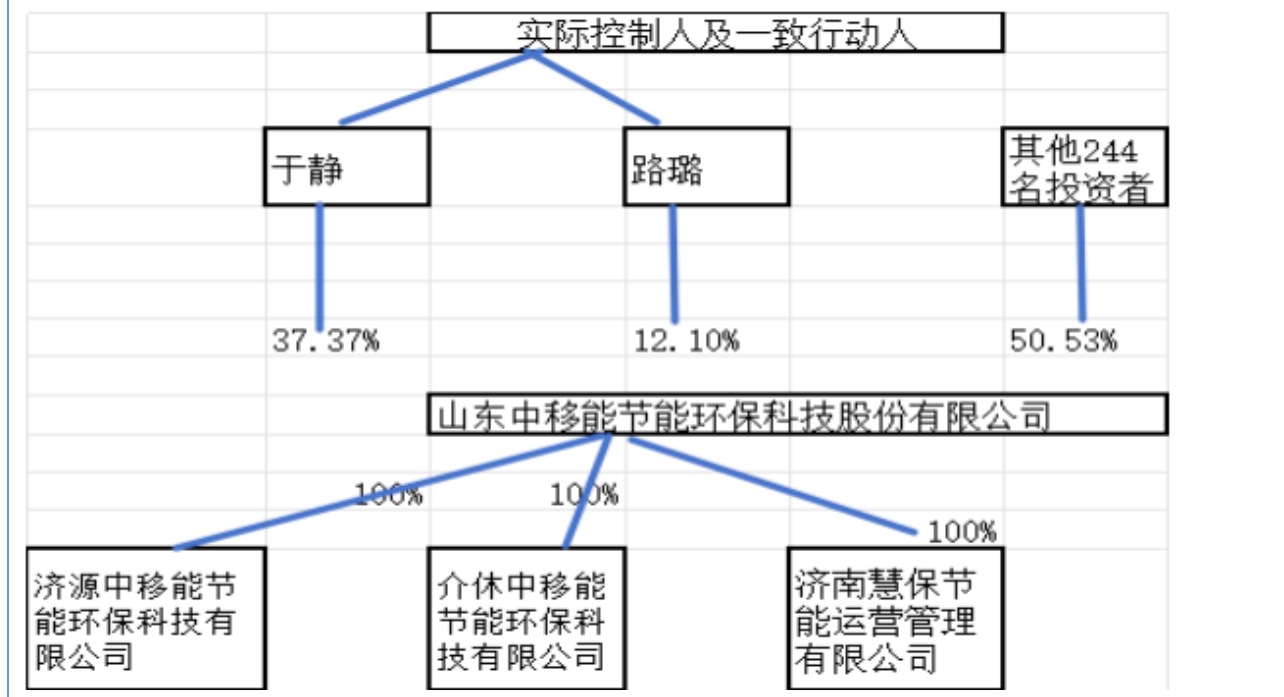 实际控制人及一致行动人
于静
路璐
其他244
名投资者
37.37%
12.10%
50.53%
山东中移能节能环保科技股份有限公司
100%
100%
100%
济源中移能节
能环保科技有
限公司
介休中移能
节能环保科
技有限公司
济南慧保节
能运营管理
有限公司